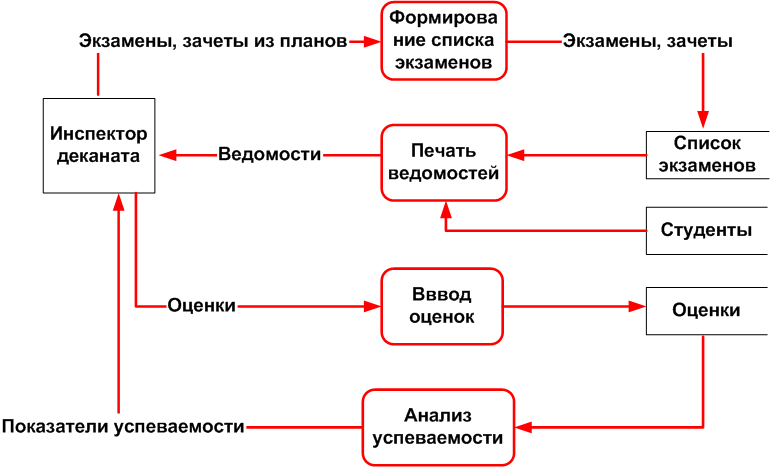 Формирова
ние списка
экзаменов
Экзамены, зачеты из планов
Экзамены, зачеты
Инспектор
деканата
Ведомости
Печать
ведомостей
Список
экзаменов
Студенты
Оценки
Вввод
оценок
Оценки
Показатели успеваемости
Анализ
успеваемости